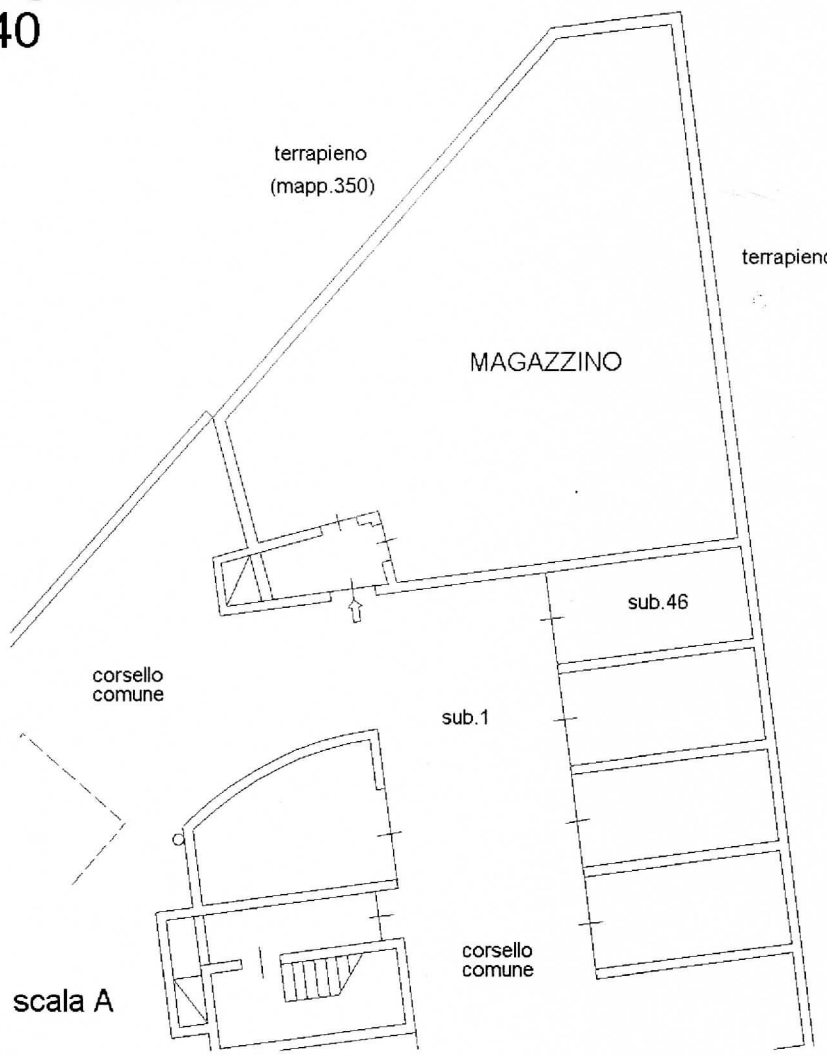 40
terrapieno
(mapp.350)
terrapieno
MAGAZZINO
sub.46
corsello
comune
sub.1
corsello
comune
scala A